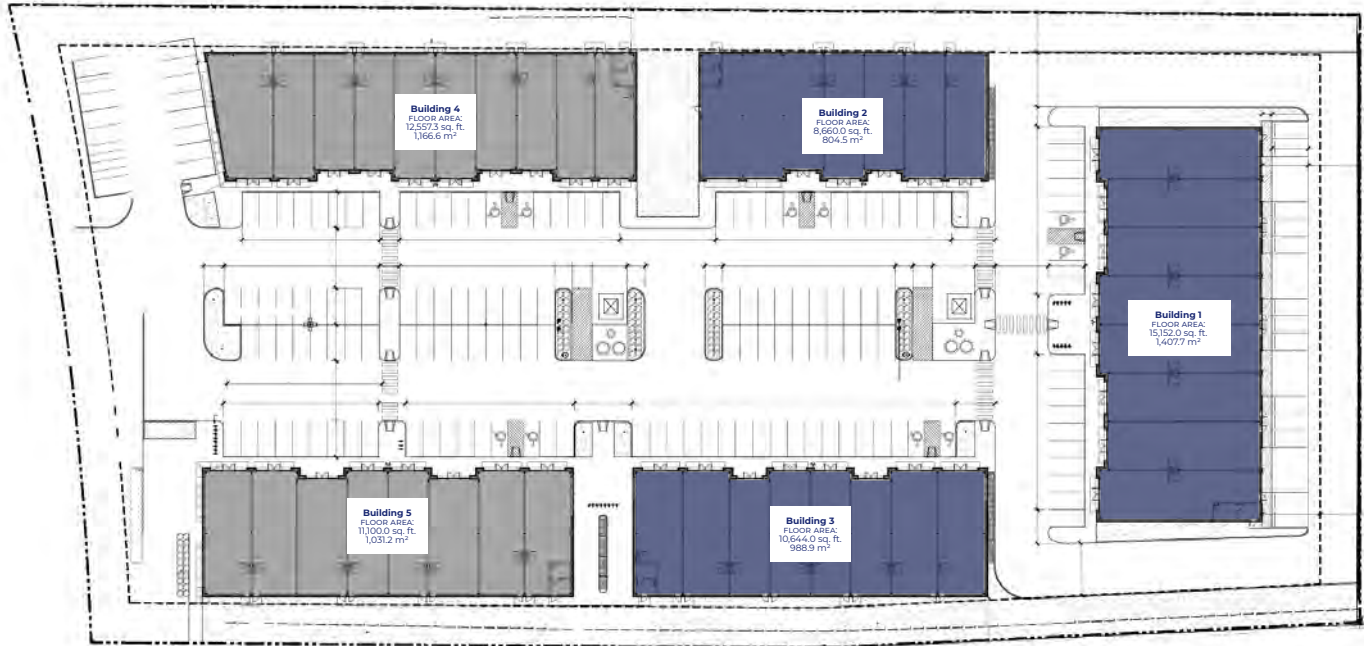 Building 4
FLOOR AREA:
12,557.3 sq. ft.
1,166.6 m²
Building 2
FLOOR AREA:
8,660.0 sq. ft.
804.5 m²
Building 1
FLOOR AREA:
15,152.0 sq. ft.
1,407.7 m²
Building 5
FLOOR AREA:
11,100.0 sq. ft.
1,031.2 m²
Building 3
FLOOR AREA:
10,644.0 sq. ft.
988.9 m²